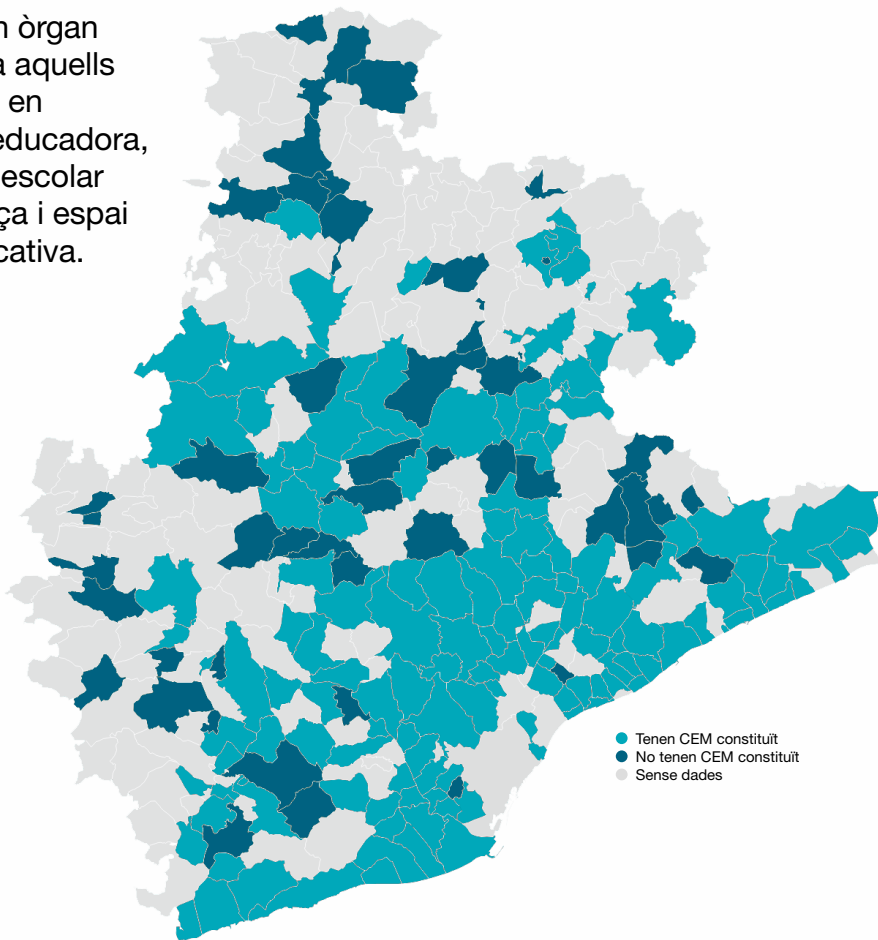 n òrgan
a aquells
en
educadora,
escolar
ça i espai
cativa.
Tenen CEM constituït
No tenen CEM constituït
Sense dades